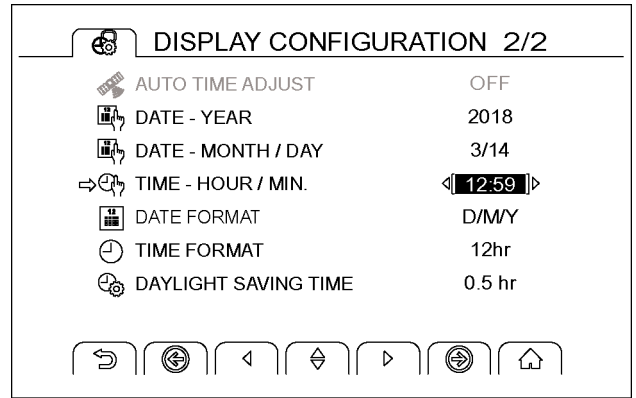 DISPLAY CONFIGURATION 2/2
AUTO TIME ADJUST OFF
DATE - YEAR 2018
DATE - MONTH / DAY 3/14
TIME - HOUR / MIN. [12:59]
DATE FORMAT D/M/Y
TIME FORMAT 12hr
DAYLIGHT SAVING TIME 0.5 hr